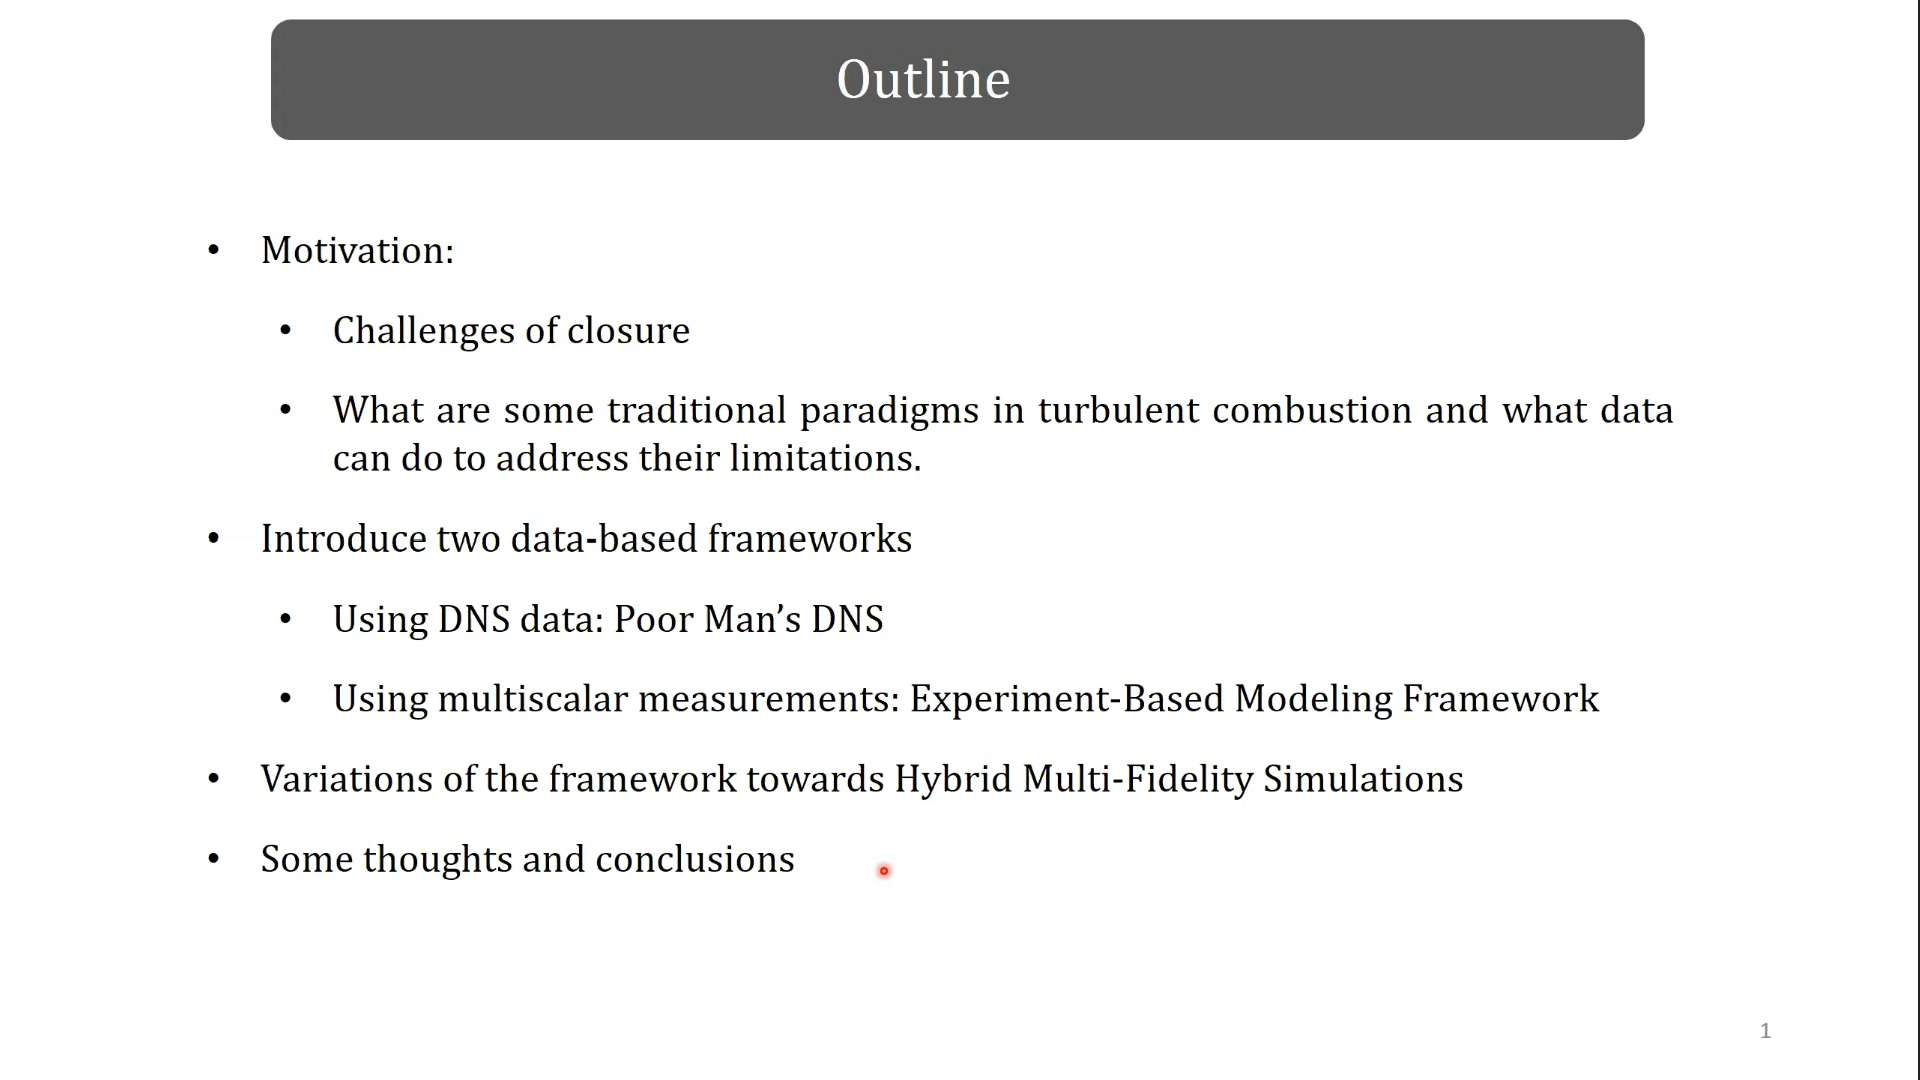 Outline
• Motivation:
• Challenges of closure
• What are some traditional paradigms in turbulent combustion and what data
can do to address their limitations.
• Introduce two data-based frameworks
• Using DNS data: Poor Man’s DNS
• Using multiscalar measurements: Experiment-Based Modeling Framework
• Variations of the framework towards Hybrid Multi-Fidelity Simulations
• Some thoughts and conclusions
1